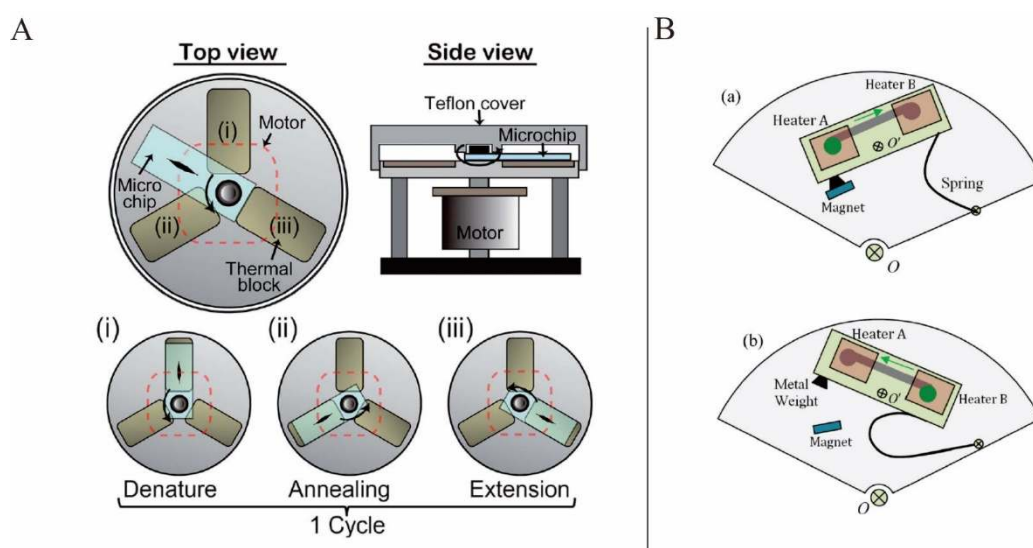 A
Top view
Side view
(i)
Motor
Micro
chip
(ii)
(iii)
Thermal
block
Teflon cover
Microchip
Motor
(i)
(ii)
(iii)
Denature
Annealing
Extension
1 Cycle
B
(a)
Heater B
Heater A
O'
Spring
Magnet
O
(b)
Heater A
Metal
Weight
O'
Heater B
Magnet
O